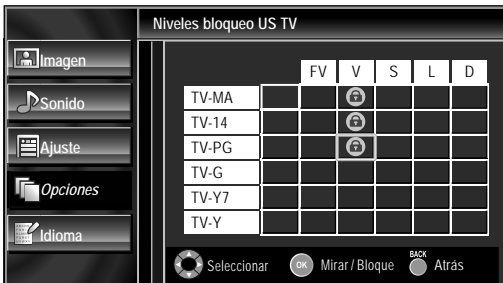 Niveles bloqueo US TV
Imagen
Sonido
Ajuste
Opciones
Idioma
FV V S L D
TV-MA
TV-14
TV-PG
TV-G
TV-Y7
TV-Y
Seleccionar OK Mirar / Bloque BACK Atrás